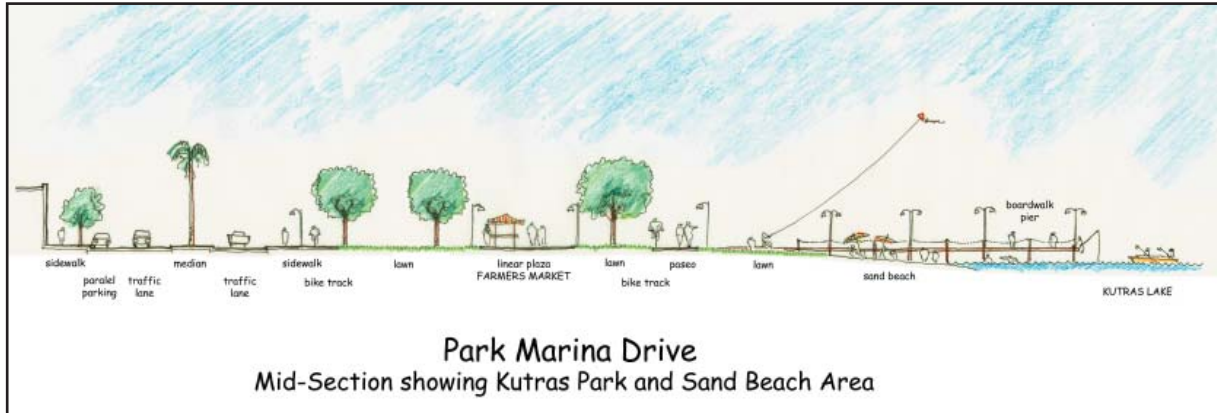 boardwalk
pier
sidewalk
paralel
parking
traffic
lane
median
traffic
lane
sidewalk
bike track
lawn
linear plaza
FARMERS MARKET
lawn
bike track
paseo
lawn
sand beach
KUTRAS LAKE
Park Marina Drive
Mid-Section showing Kutras Park and Sand Beach Area